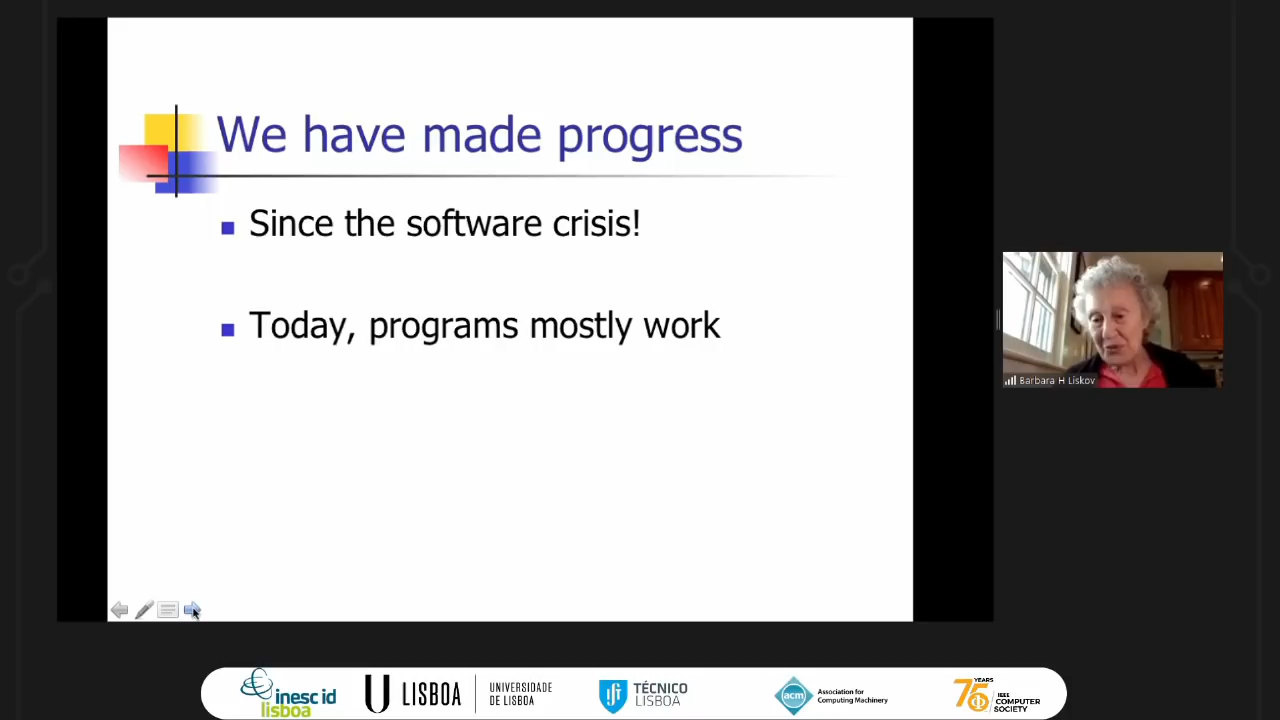 We have made progress
Since the software crisis!
Today, programs mostly work
Barbara H Liskov
inesc id
lisboa
LISBOA
UNIVERSIDADE
DE LISBOA
TÉCNICO
LISBOA
acm
Association for
Computing Machinery
75
YEARS
IEEE
COMPUTER
SOCIETY